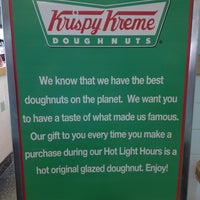 Krispy Kreme
DOUGHNUTS
We know that we have the best
doughnuts on the planet. We want you
to have a taste of what made us famous.
Our gift to you every time you make a
purchase during our Hot Light Hours is a
hot original glazed doughnut. Enjoy!